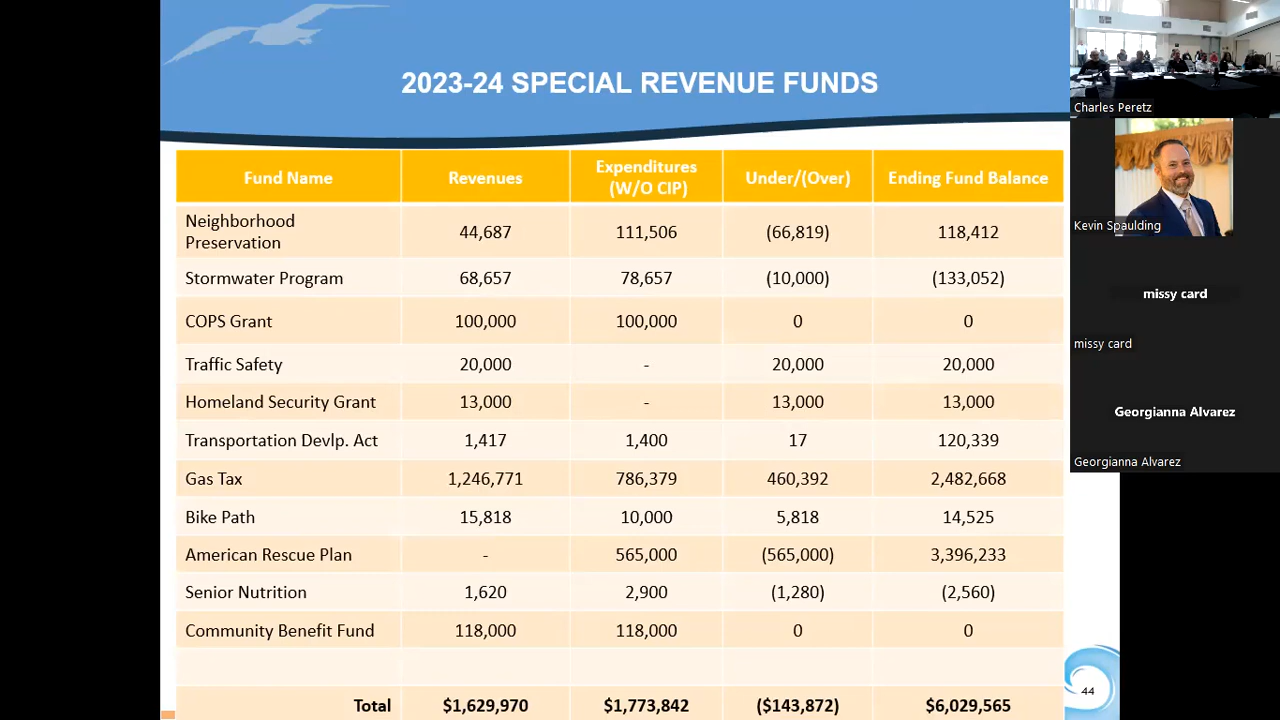 2023-24 SPECIAL REVENUE FUNDS
Fund Name Revenues Expenditures (W/O CIP) Under/(Over) Ending Fund Balance
Neighborhood Preservation 44,687 111,506 (66,819) 118,412
Stormwater Program 68,657 78,657 (10,000) (133,052)
COPS Grant 100,000 100,000 0 0
Traffic Safety 20,000 - 20,000 20,000
Homeland Security Grant 13,000 - 13,000 13,000
Transportation Devlp. Act 1,417 1,400 17 120,339
Gas Tax 1,246,771 786,379 460,392 2,482,668
Bike Path 15,818 10,000 5,818 14,525
American Rescue Plan - 565,000 (565,000) 3,396,233
Senior Nutrition 1,620 2,900 (1,280) (2,560)
Community Benefit Fund 118,000 118,000 0 0
Total $1,629,970 $1,773,842 ($143,872) $6,029,565
44
Charles Peretz
Kevin Spaulding
missy card
missy card
Georgianna Alvarez
Georgianna Alvarez